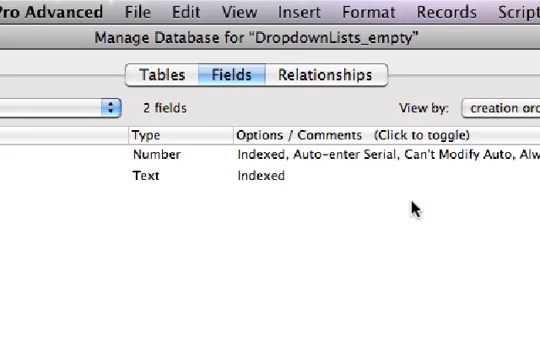 Pro Advanced File Edit View Insert Format Records Script
Manage Database for “DropdownLists_empty”
Tables Fields Relationships
2 fields View by: creation ord
Type Options / Comments (Click to toggle)
Number Indexed, Auto-enter Serial, Can't Modify Auto, Alw
Text Indexed